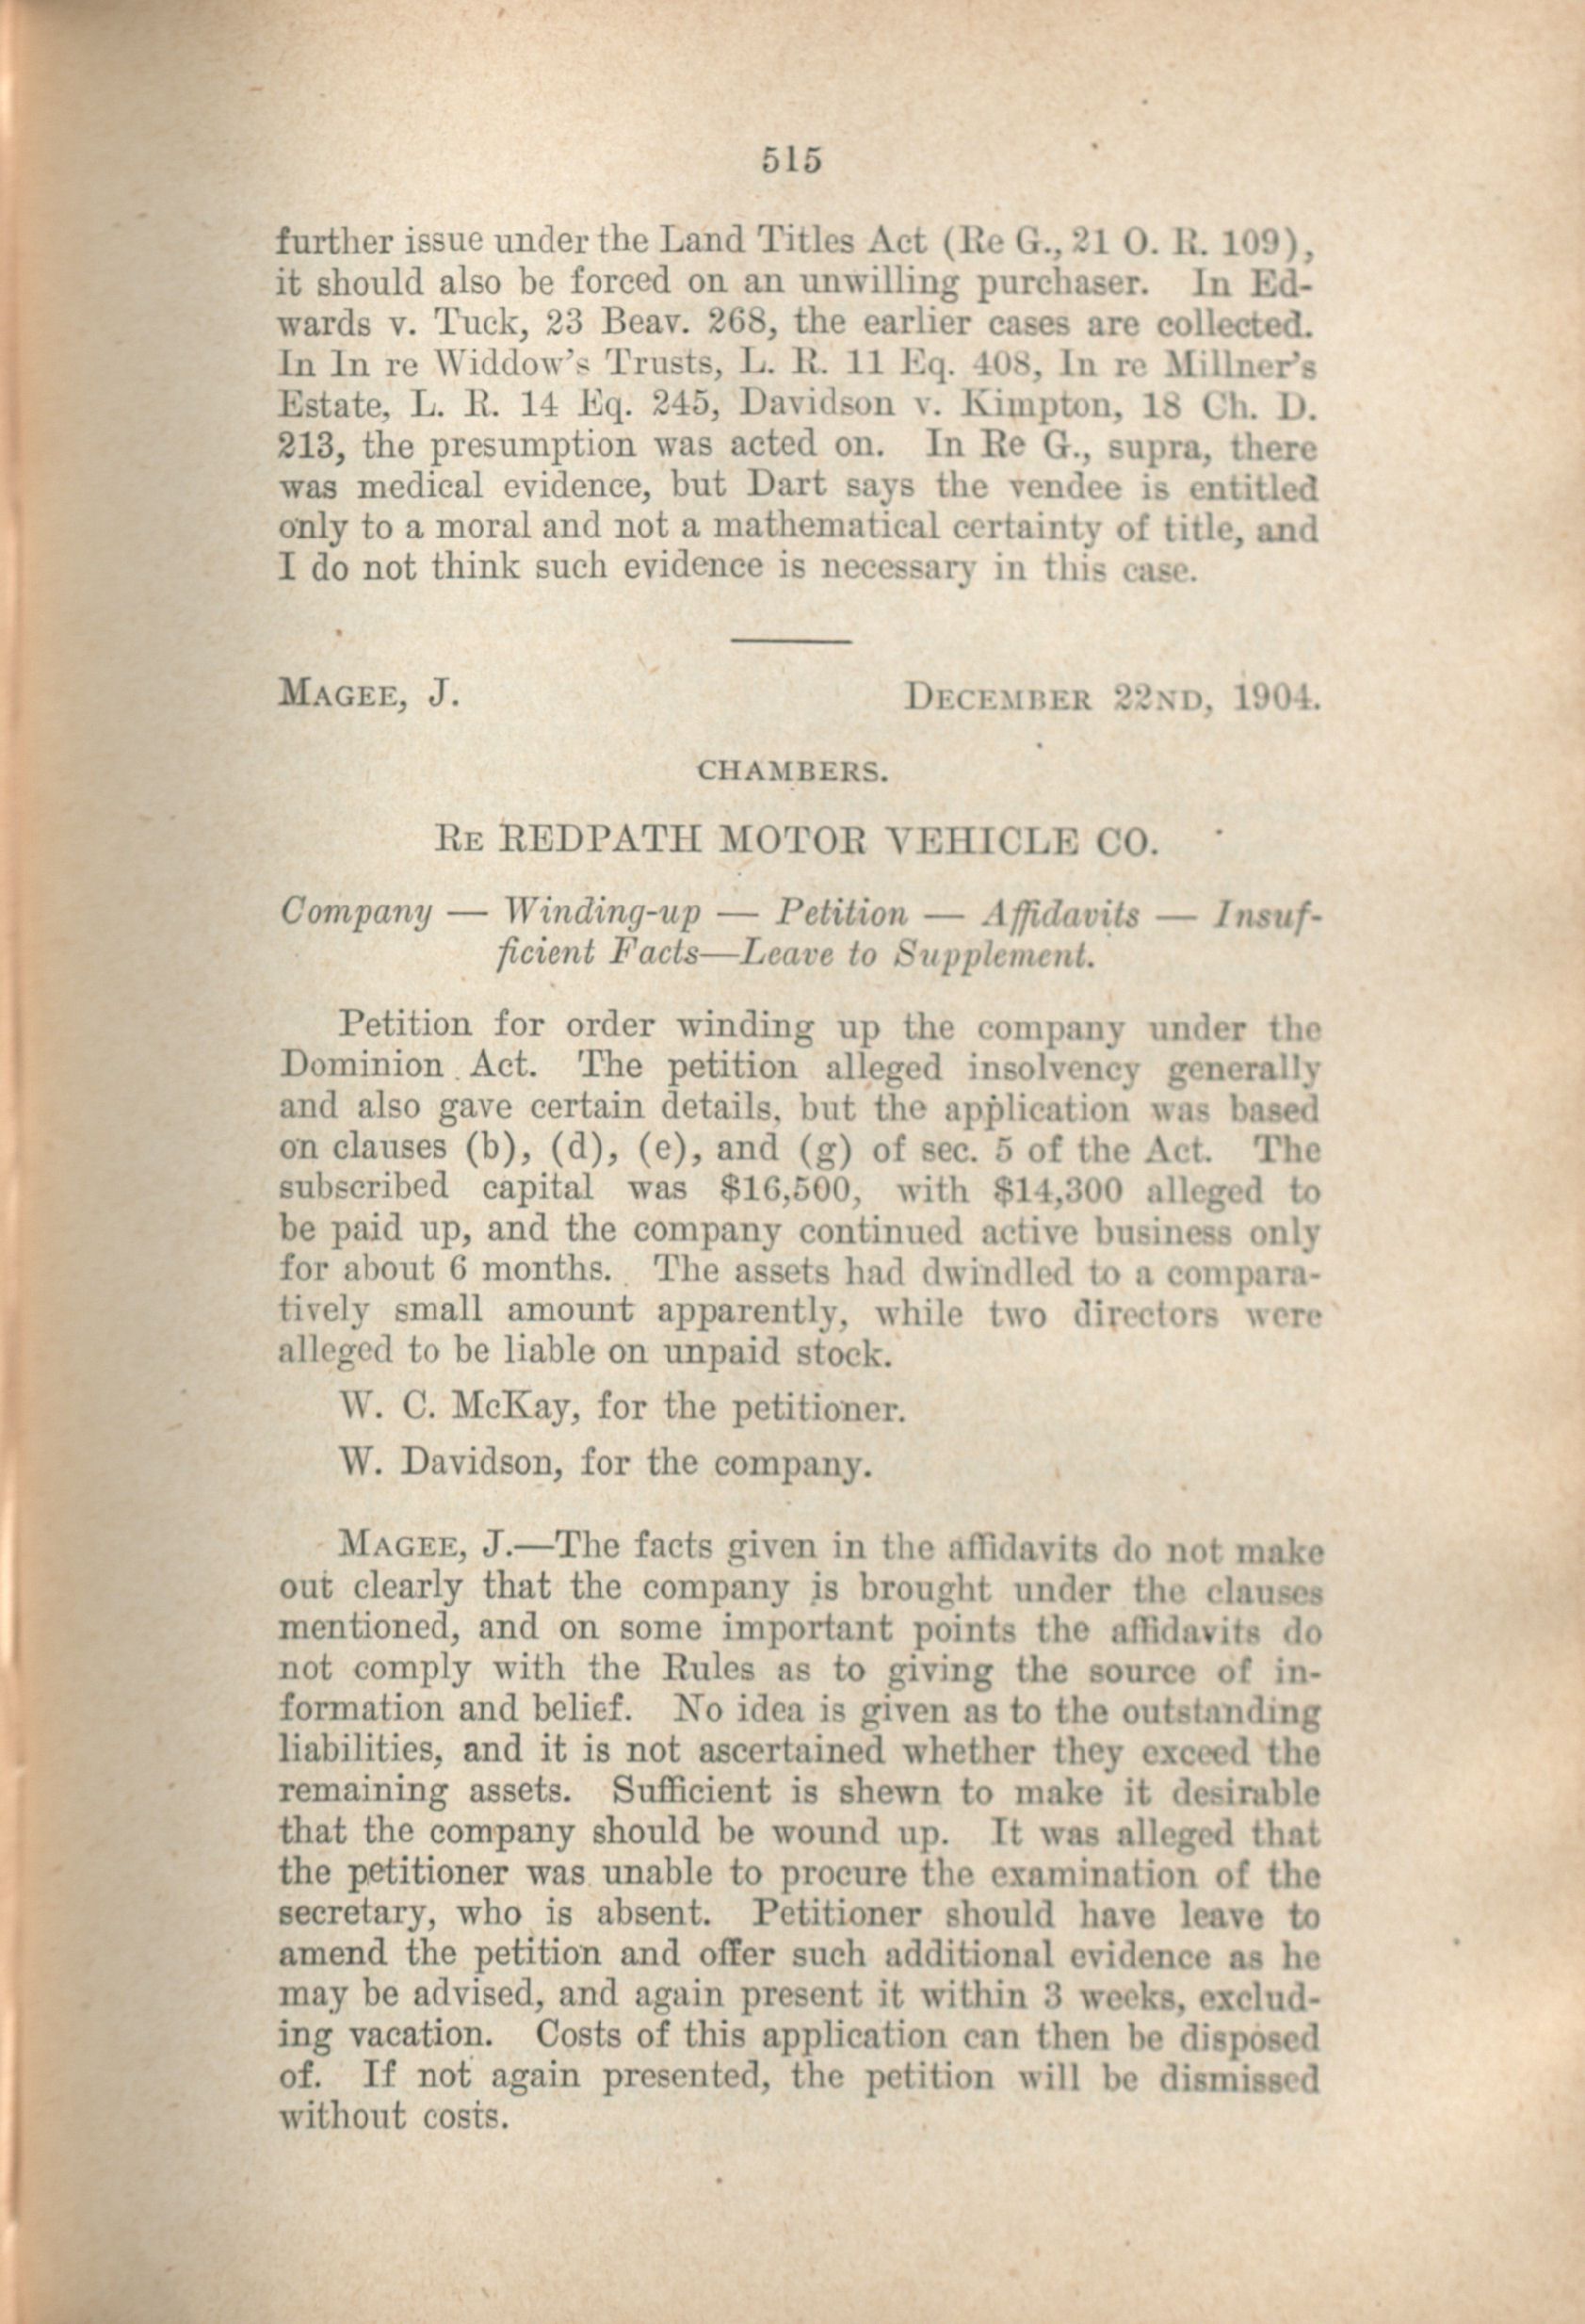 515
further issue under the Land Titles Act (Re G., 21 O. R. 109),
it should also be forced on an unwilling purchaser. In Ed-
wards v. Tuck, 23 Beav. 268, the earlier cases are collected.
In In re Widdow's Trusts, L. R. 11 Eq. 408, In re Millner's
Estate, L. R. 14 Eq. 245, Davidson v. Kimpton, 18 Ch. D.
213, the presumption was acted on. In Re G., supra, there
was medical evidence, but Dart says the vendee is entitled
only to a moral and not a mathematical certainty of title, and
I do not think such evidence is necessary in this case.
MAGEE, J. DECEMBER 22ND, 1904.
CHAMBERS.
RE REDPATH MOTOR VEHICLE CO.
Company — Winding-up — Petition — Affidavits — Insuf-
ficient Facts—Leave to Supplement.
Petition for order winding up the company under the
Dominion Act. The petition alleged insolvency generally
and also gave certain details, but the application was based
on clauses (b), (d), (e), and (g) of sec. 5 of the Act. The
subscribed capital was $16,500, with $14,300 alleged to
be paid up, and the company continued active business only
for about 6 months. The assets had dwindled to a compara-
tively small amount apparently, while two directors were
alleged to be liable on unpaid stock.
W. C. McKay, for the petitioner.
W. Davidson, for the company.
MAGEE, J.—The facts given in the affidavits do not make
out clearly that the company is brought under the clauses
mentioned, and on some important points the affidavits do
not comply with the Rules as to giving the source of in-
formation and belief. No idea is given as to the outstanding
liabilities, and it is not ascertained whether they exceed the
remaining assets. Sufficient is shewn to make it desirable
that the company should be wound up. It was alleged that
the petitioner was unable to procure the examination of the
secretary, who is absent. Petitioner should have leave to
amend the petition and offer such additional evidence as he
may be advised, and again present it within 3 weeks, exclud-
ing vacation. Costs of this application can then be disposed
of. If not again presented, the petition will be dismissed
without costs.